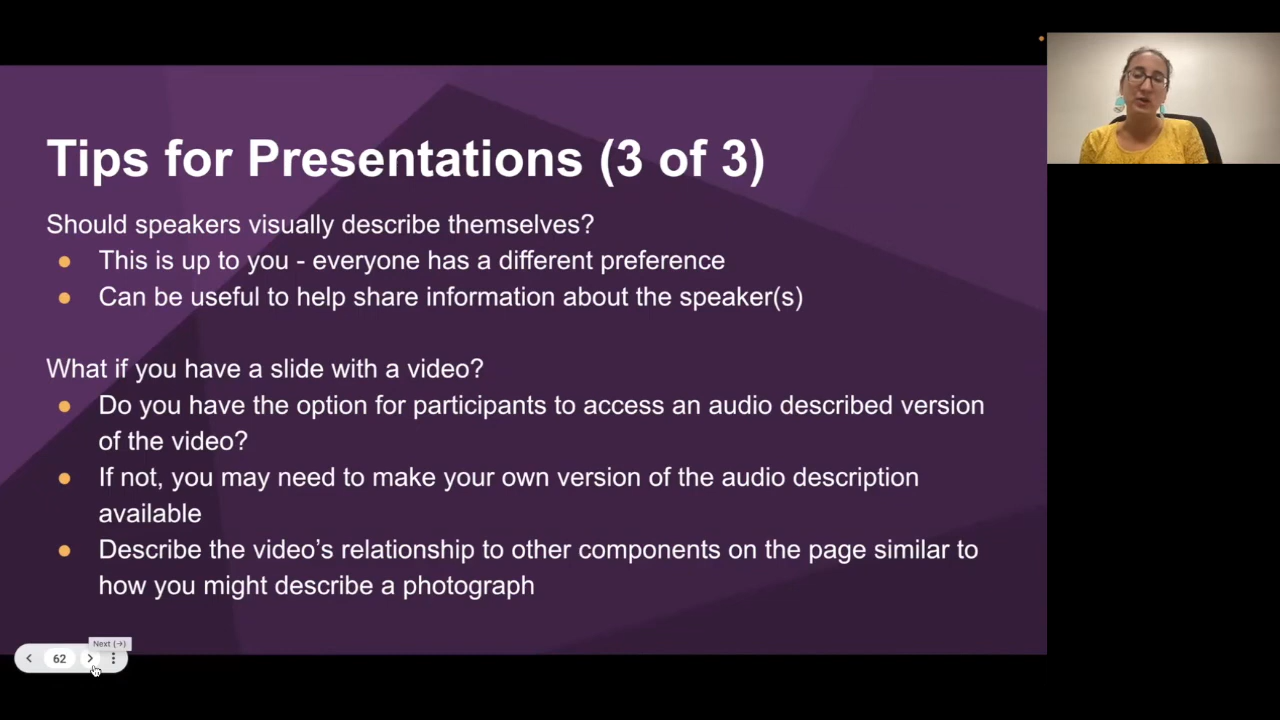 Tips for Presentations (3 of 3)
Should speakers visually describe themselves?
● This is up to you - everyone has a different preference
● Can be useful to help share information about the speaker(s)
What if you have a slide with a video?
● Do you have the option for participants to access an audio described version
of the video?
● If not, you may need to make your own version of the audio description
available
● Describe the video’s relationship to other components on the page similar to
how you might describe a photograph
Next (→)
62